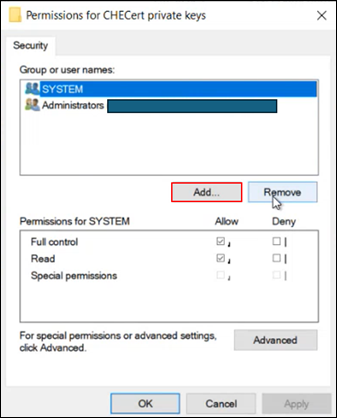 Permissions for CHECert private keys
Security
Group or user names:
SYSTEM
Administrators
Add...
Remove
Permissions for SYSTEM Allow Deny
Full control
Read
Special permissions
For special permissions or advanced settings,
click Advanced.
Advanced
OK
Cancel
Apply